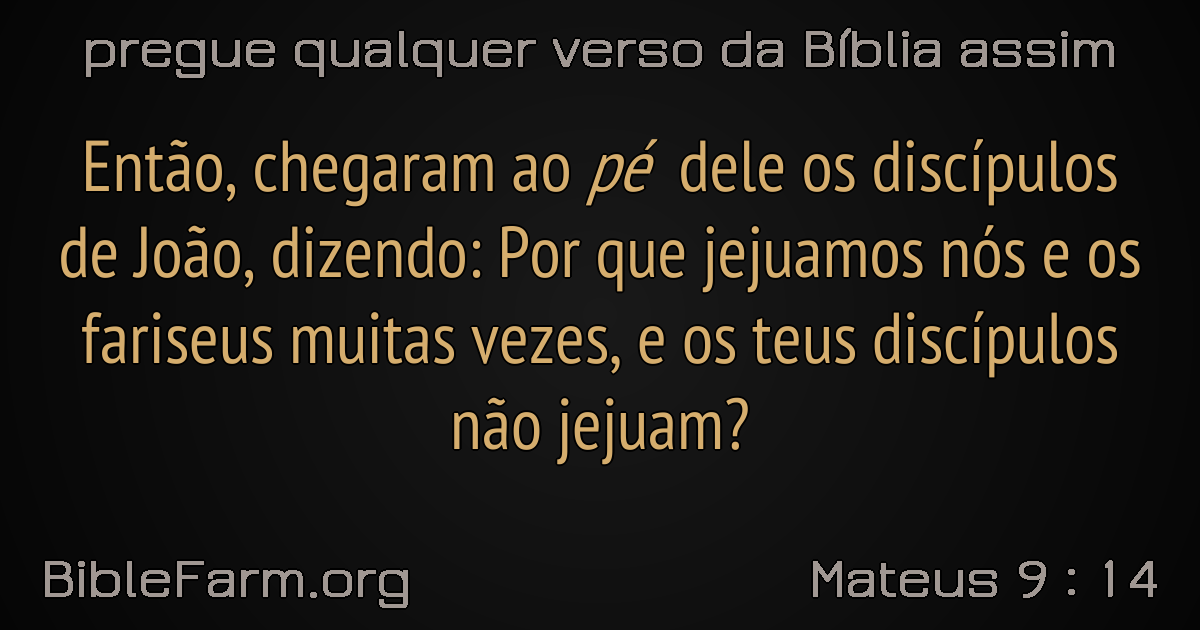 pregue qualquer verso da Bíblia assim
Então, chegaram ao pé dele os discípulos
de João, dizendo: Por que jejuamos nós e os
fariseus muitas vezes, e os teus discípulos
não jejuam?
BibleFarm.org
Mateus 9 : 14